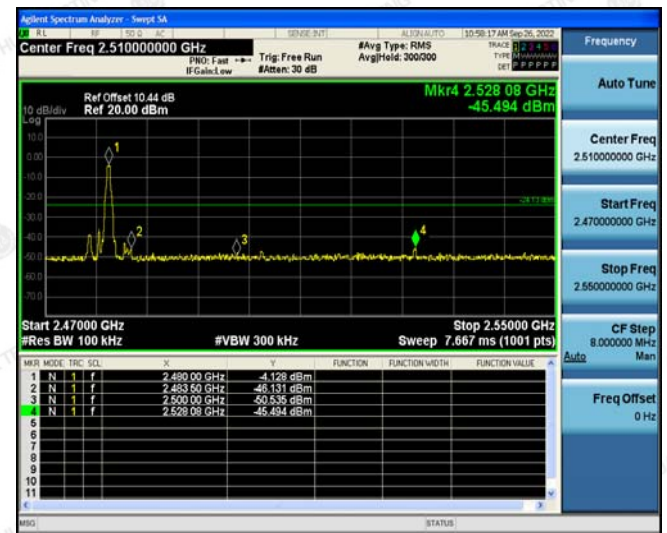 Agilent Spectrum Analyzer - Swept SA
RL RF 50 Ω AC SENSE:INT ALIGN AUTO 10:58:17 AM Sep 26, 2022
Center Freq 2.510000000 GHz
PNO: Fast
IFGain:Low
Trig: Free Run
#Atten: 30 dB
#Avg Type: RMS
Avg|Hold: 300/300
TRACE 1 2 3 4 5 6
TYPE M
DET P P P P P P
Frequency
Mkr4 2.528 08 GHz
-45.494 dBm
Ref Offset 10.44 dB
Ref 20.00 dBm
10 dB/div
Log
10.0
0.00
-10.0
-20.0
-30.0
-40.0
-50.0
-60.0
-70.0
1
2
3
4
-24.13 dBm
Start 2.47000 GHz
Stop 2.55000 GHz
#Res BW 100 kHz
#VBW 300 kHz
Sweep 7.667 ms (1001 pts)
MKR MODE TRC SCL X Y FUNCTION FUNCTION WIDTH FUNCTION VALUE
1 N 1 f 2.480 00 GHz -4.128 dBm
2 N 1 f 2.483 50 GHz -46.131 dBm
3 N 1 f 2.500 00 GHz -50.535 dBm
4 N 1 f 2.528 08 GHz -45.494 dBm
5
6
7
8
9
10
11
MSG
STATUS
Auto Tune
Center Freq
2.510000000 GHz
Start Freq
2.470000000 GHz
Stop Freq
2.550000000 GHz
CF Step
8.000000 MHz
Auto Man
Freq Offset
0 Hz